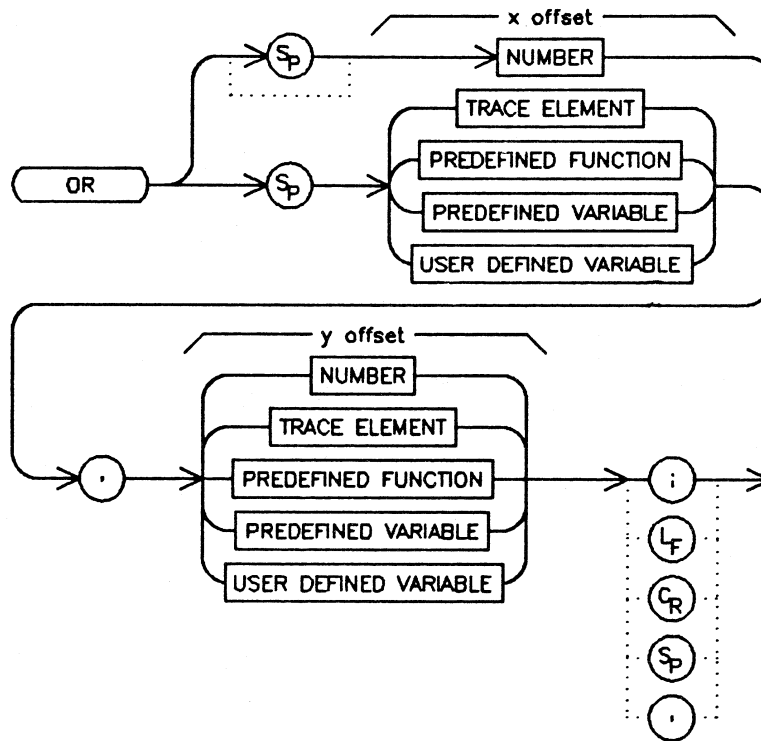 x offset
SP
NUMBER
TRACE ELEMENT
PREDEFINED FUNCTION
OR
SP
PREDEFINED VARIABLE
USER DEFINED VARIABLE
y offset
NUMBER
TRACE ELEMENT
,
PREDEFINED FUNCTION
;
PREDEFINED VARIABLE
LF
USER DEFINED VARIABLE
CR
SP
,